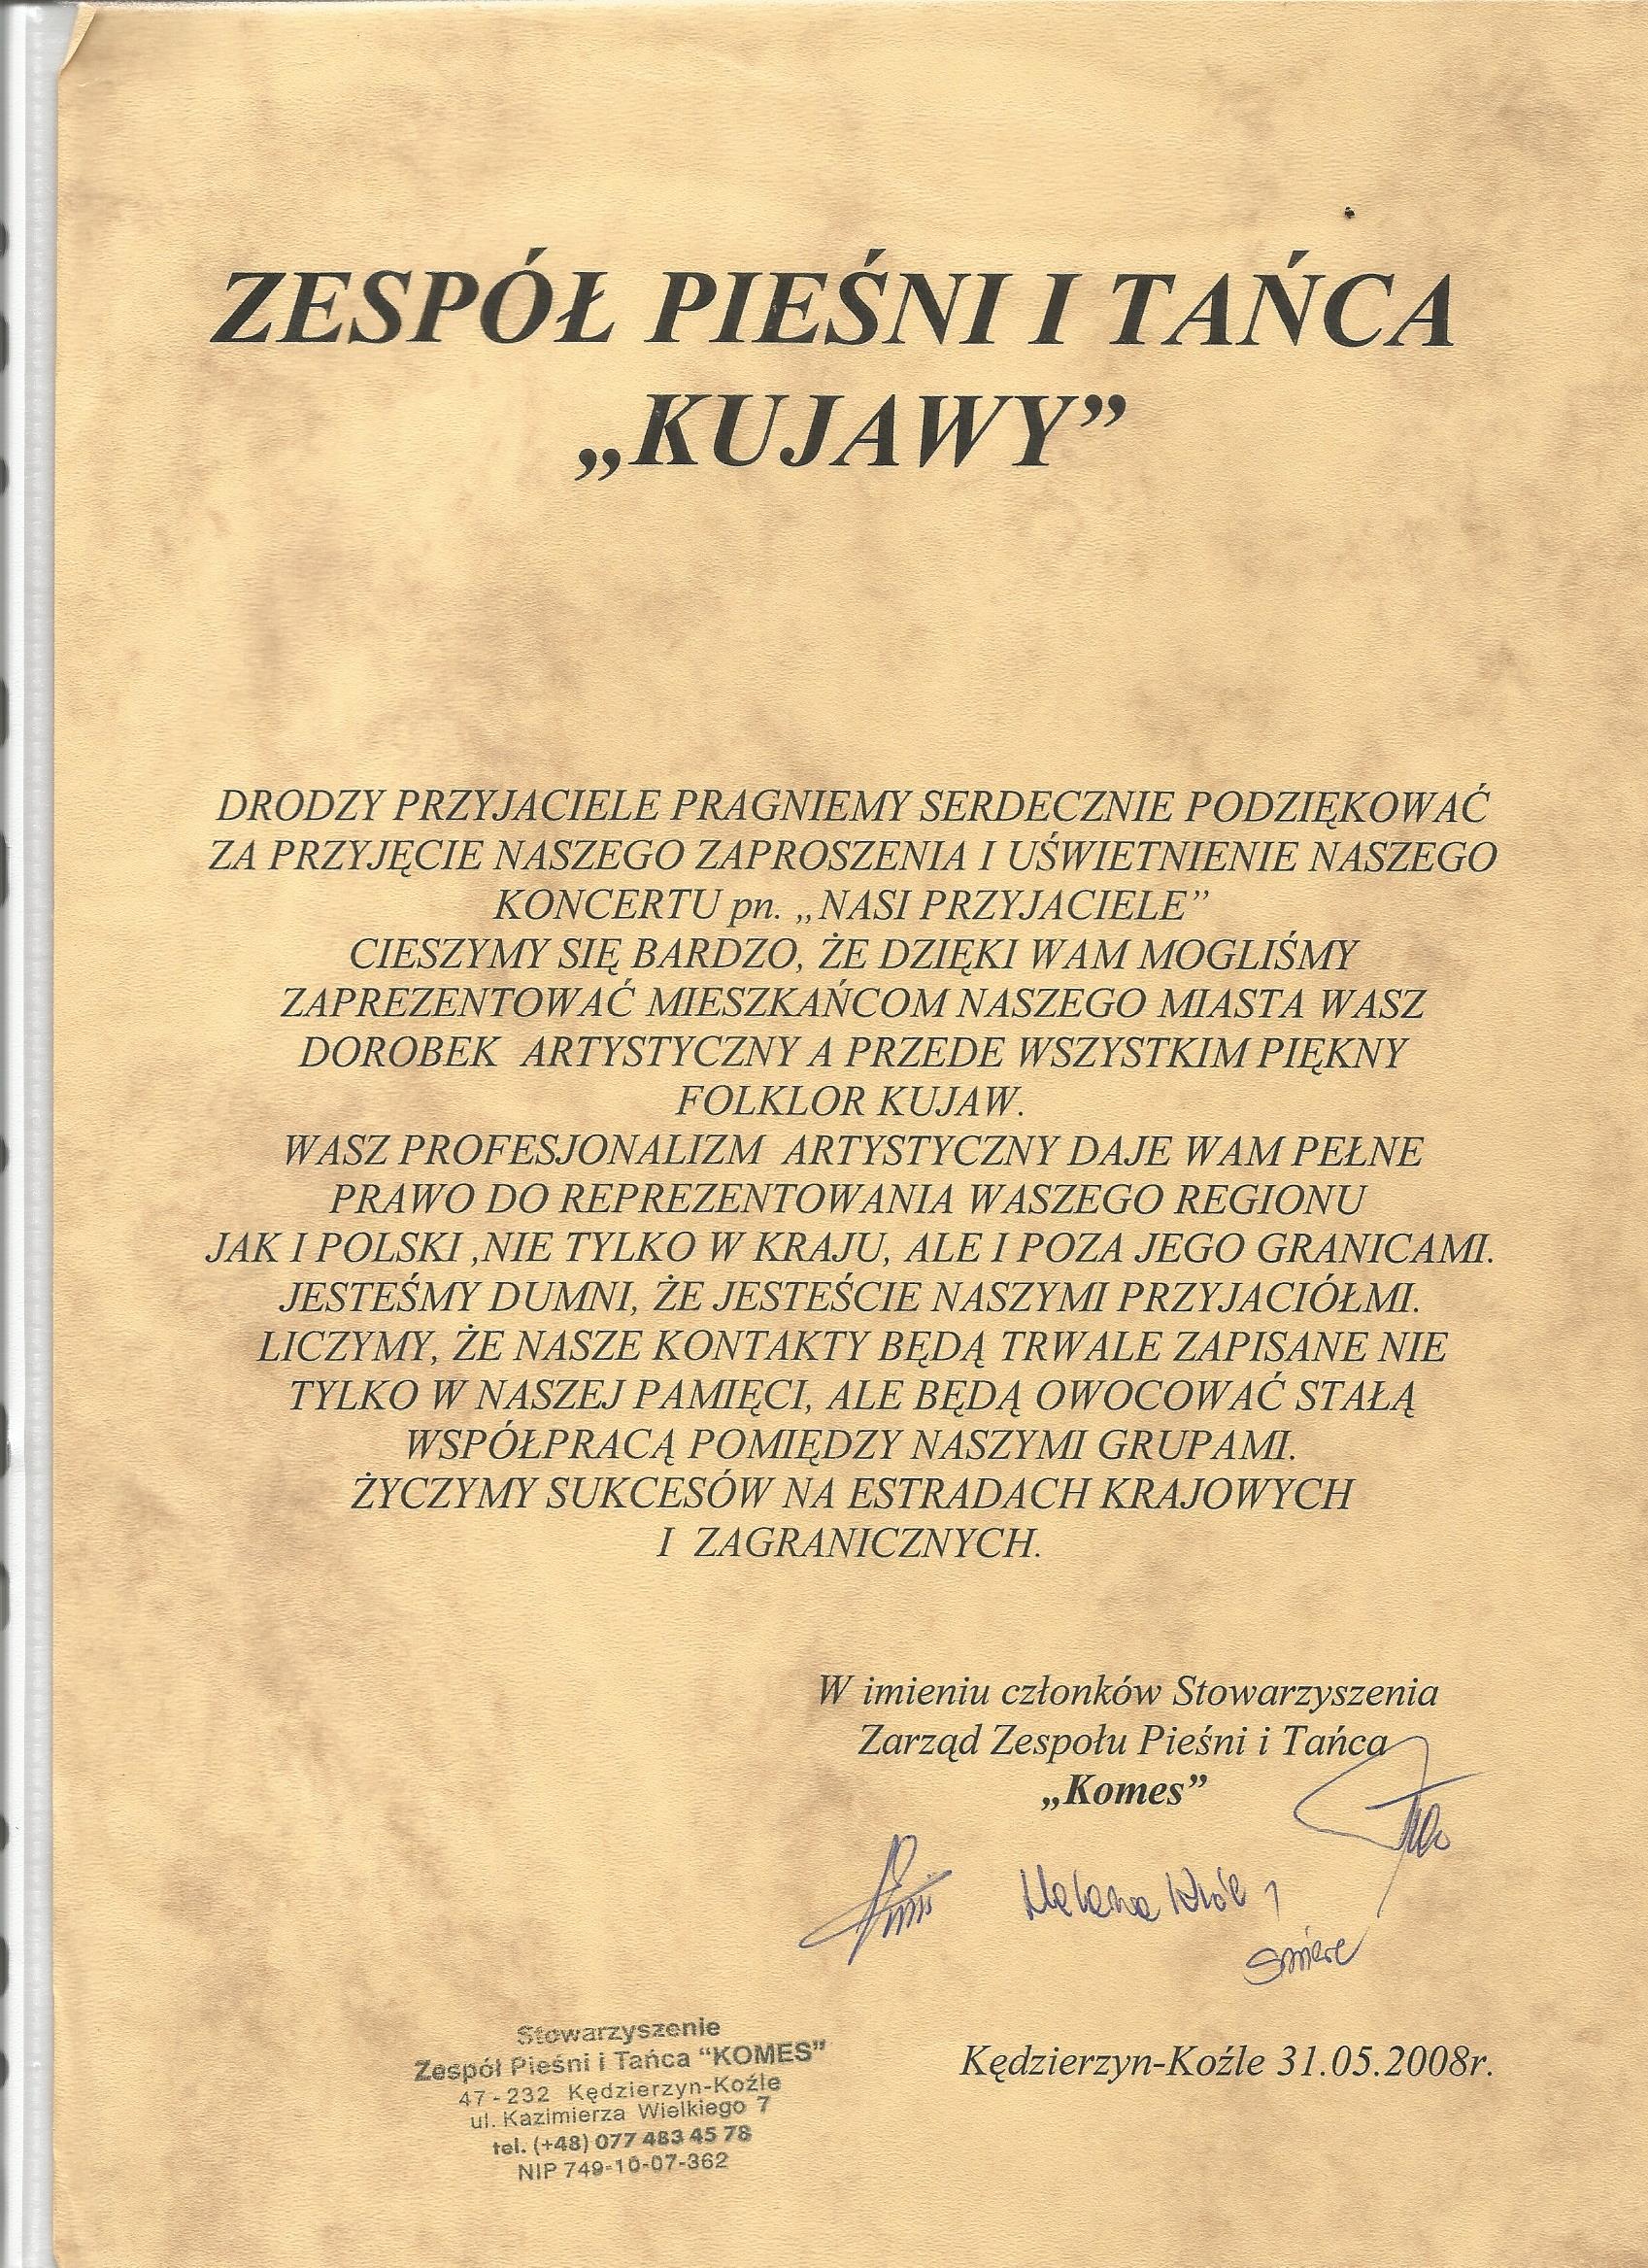 ZESPÓŁ PIEŚNI I TAŃCA
„KUJAWY”
DRODZY PRZYJACIELE PRAGNIEMY SERDECZNIE PODZIĘKOWAĆ
ZA PRZYJĘCIE NASZEGO ZAPROSZENIA I UŚWIETNIENIE NASZEGO
KONCERTU pn. „NASI PRZYJACIELE”
CIESZYMY SIĘ BARDZO, ŻE DZIĘKI WAM MOGLIŚMY
ZAPREZENTOWAĆ MIESZKAŃCOM NASZEGO MIASTA WASZ
DOROBEK ARTYSTYCZNY A PRZEDE WSZYSTKIM PIĘKNY
FOLKLOR KUJAW.
WASZ PROFESJONALIZM ARTYSTYCZNY DAJE WAM PEŁNE
PRAWO DO REPREZENTOWANIA WASZEGO REGIONU
JAK I POLSKI ,NIE TYLKO W KRAJU, ALE I POZA JEGO GRANICAMI.
JESTEŚMY DUMNI, ŻE JESTEŚCIE NASZYMI PRZYJACIÓŁMI.
LICZYMY, ŻE NASZE KONTAKTY BĘDĄ TRWALE ZAPISANE NIE
TYLKO W NASZEJ PAMIĘCI, ALE BĘDĄ OWOCOWAĆ STAŁĄ
WSPÓŁPRACĄ POMIĘDZY NASZYMI GRUPAMI.
ŻYCZYMY SUKCESÓW NA ESTRADACH KRAJOWYCH
I ZAGRANICZNYCH.
W imieniu członków Stowarzyszenia
Zarząd Zespołu Pieśni i Tańca
„Komes”
Stowarzyszenie
Zespół Pieśni i Tańca “KOMES”
47-232 Kędzierzyn-Koźle
ul. Kazimierza Wielkiego 7
tel. (+48) 077 483 45 78
NIP 749-10-07-362
Kędzierzyn-Koźle 31.05.2008r.